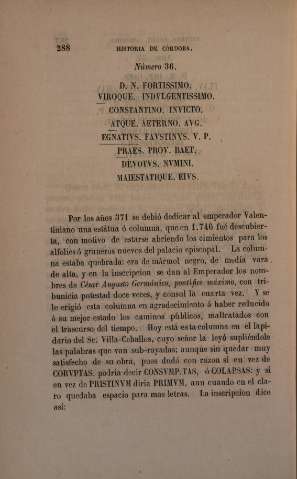 288 HISTORIA DE CÓRDOBA.
Número 36.
D. N. FORTISSIMO.
VIROQUE. INDVLGENTISSIMO.
CONSTANTINO. INVICTO.
ATQUE. AETERNO. AVG.
EGNATIVS. FAVSTINVS. V. P.
PRAES. PROV. BAET.
DEVOTVS. NVMINI.
MAIESTATIQUE. EIVS.
Por los años 371 se debió dedicar al emperador Valen-
tiniano una estátua ó columna, que en 1.746 fué descubier-
ta, con motivo de estarse abriendo los cimientos para los
alfolíes ó graneros nuevos del palacio episcopal. La colum-
na estaba quebrada: era de mármol negro, de media vara
de alta, y en la inscripcion se dan al Emperador los nom-
bres de César Augusto Germánico, pontífice máximo, con tri-
bunicia potestad doce veces, y consul la cuarta vez. Y se
le erigió esta columna en agradecimiento á haber reducido
ó su mejor estado los caminos públicos, maltratados con
el trascurso del tiempo. Hoy está esta columna en el lapi-
dario del Sr. Villa-Ceballos, cuyo señor la leyó supliéndole
las palabras que van sub-rayadas; aunque sin quedar muy
satisfecho de su obra, pues dudó con razon si en vez de
CORVPTAS. podria decir CONSVMP.TAS, ó COLAPSAS: y si
en vez de PRISTINVM diria PRIMVM, aun cuando en el cla-
ro quedaba espacio para mas letras. La inscripcion dice
así: